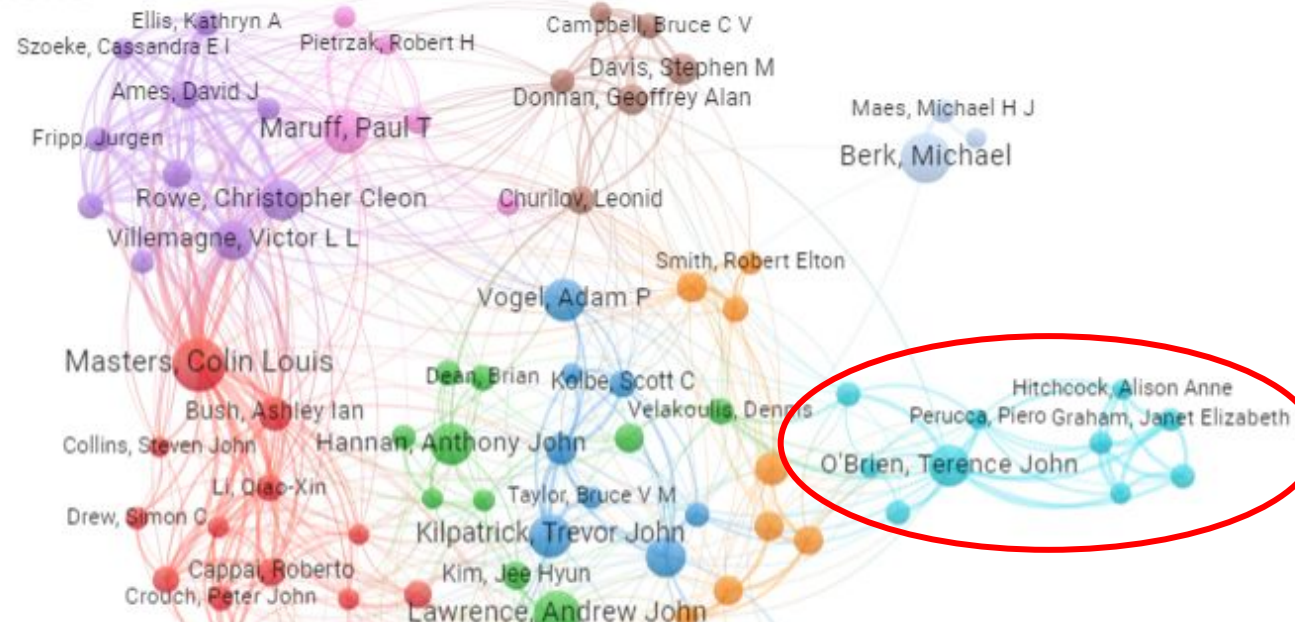 Ellis, Kathryn A
Szoeke, Cassandra E I
Pietrzak, Robert H
Campbell, Bruce C V
Ames, David J
Davis, Stephen M
Donnan, Geoffrey Alan
Maes, Michael H J
Fripp, Jurgen
Maruff, Paul T
Berk, Michael
Rowe, Christopher Cleon
Churilov, Leonid
Villemagne, Victor L L
Smith, Robert Elton
Vogel, Adam P
Masters, Colin Louis
Dean, Brian
Kolbe, Scott C
Hitchcock, Alison Anne
Bush, Ashley Ian
Velakoulis, Dennis
Perucca, Piero
Graham, Janet Elizabeth
Collins, Steven John
Hannan, Anthony John
O'Brien, Terence John
Li, Qiao-Xin
Taylor, Bruce V M
Drew, Simon C
Kilpatrick, Trevor John
Cappai, Roberto
Kim, Jee Hyun
Crouch, Peter John
Lawrence, Andrew John